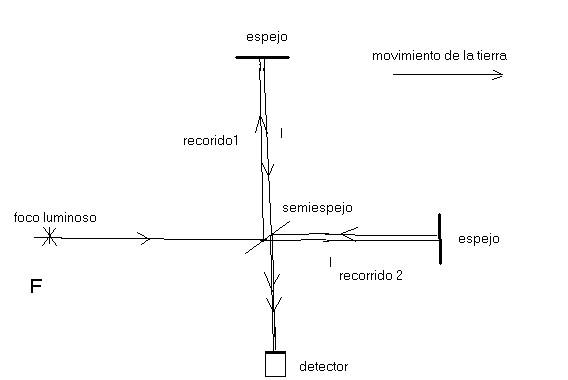 espejo
movimiento de la tierra
recorido1
l
semiespejo
foco luminoso
espejo
l
recorrido 2
F
detector